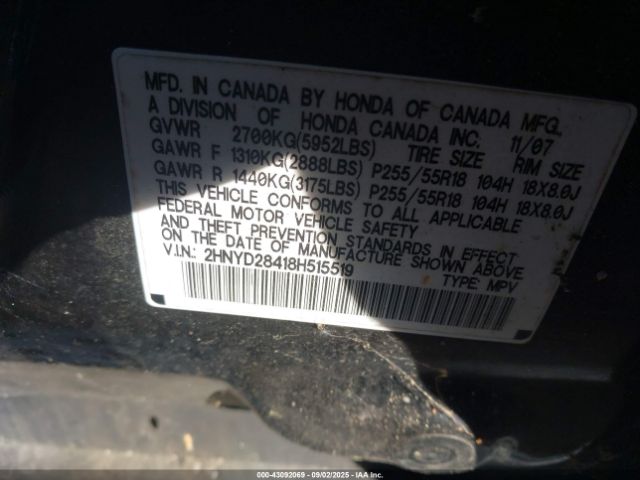 MFD. IN CANADA BY HONDA OF CANADA MFG.
A DIVISION OF HONDA CANADA INC. 11/07
GVWR 2700KG(5952LBS) TIRE SIZE RIM SIZE
GAWR F 1310KG(2888LBS) P255/55R18 104H 18X8.0J
GAWR R 1440KG(3175LBS) P255/55R18 104H 18X8.0J
THIS VEHICLE CONFORMS TO ALL APPLICABLE
FEDERAL MOTOR VEHICLE SAFETY
AND THEFT PREVENTION STANDARDS IN EFFECT
ON THE DATE OF MANUFACTURE SHOWN ABOVE.
V.I.N.: 2HNYD28418H515519 TYPE: MPV
000-43092069 - 09/02/2025 - IAA Inc.